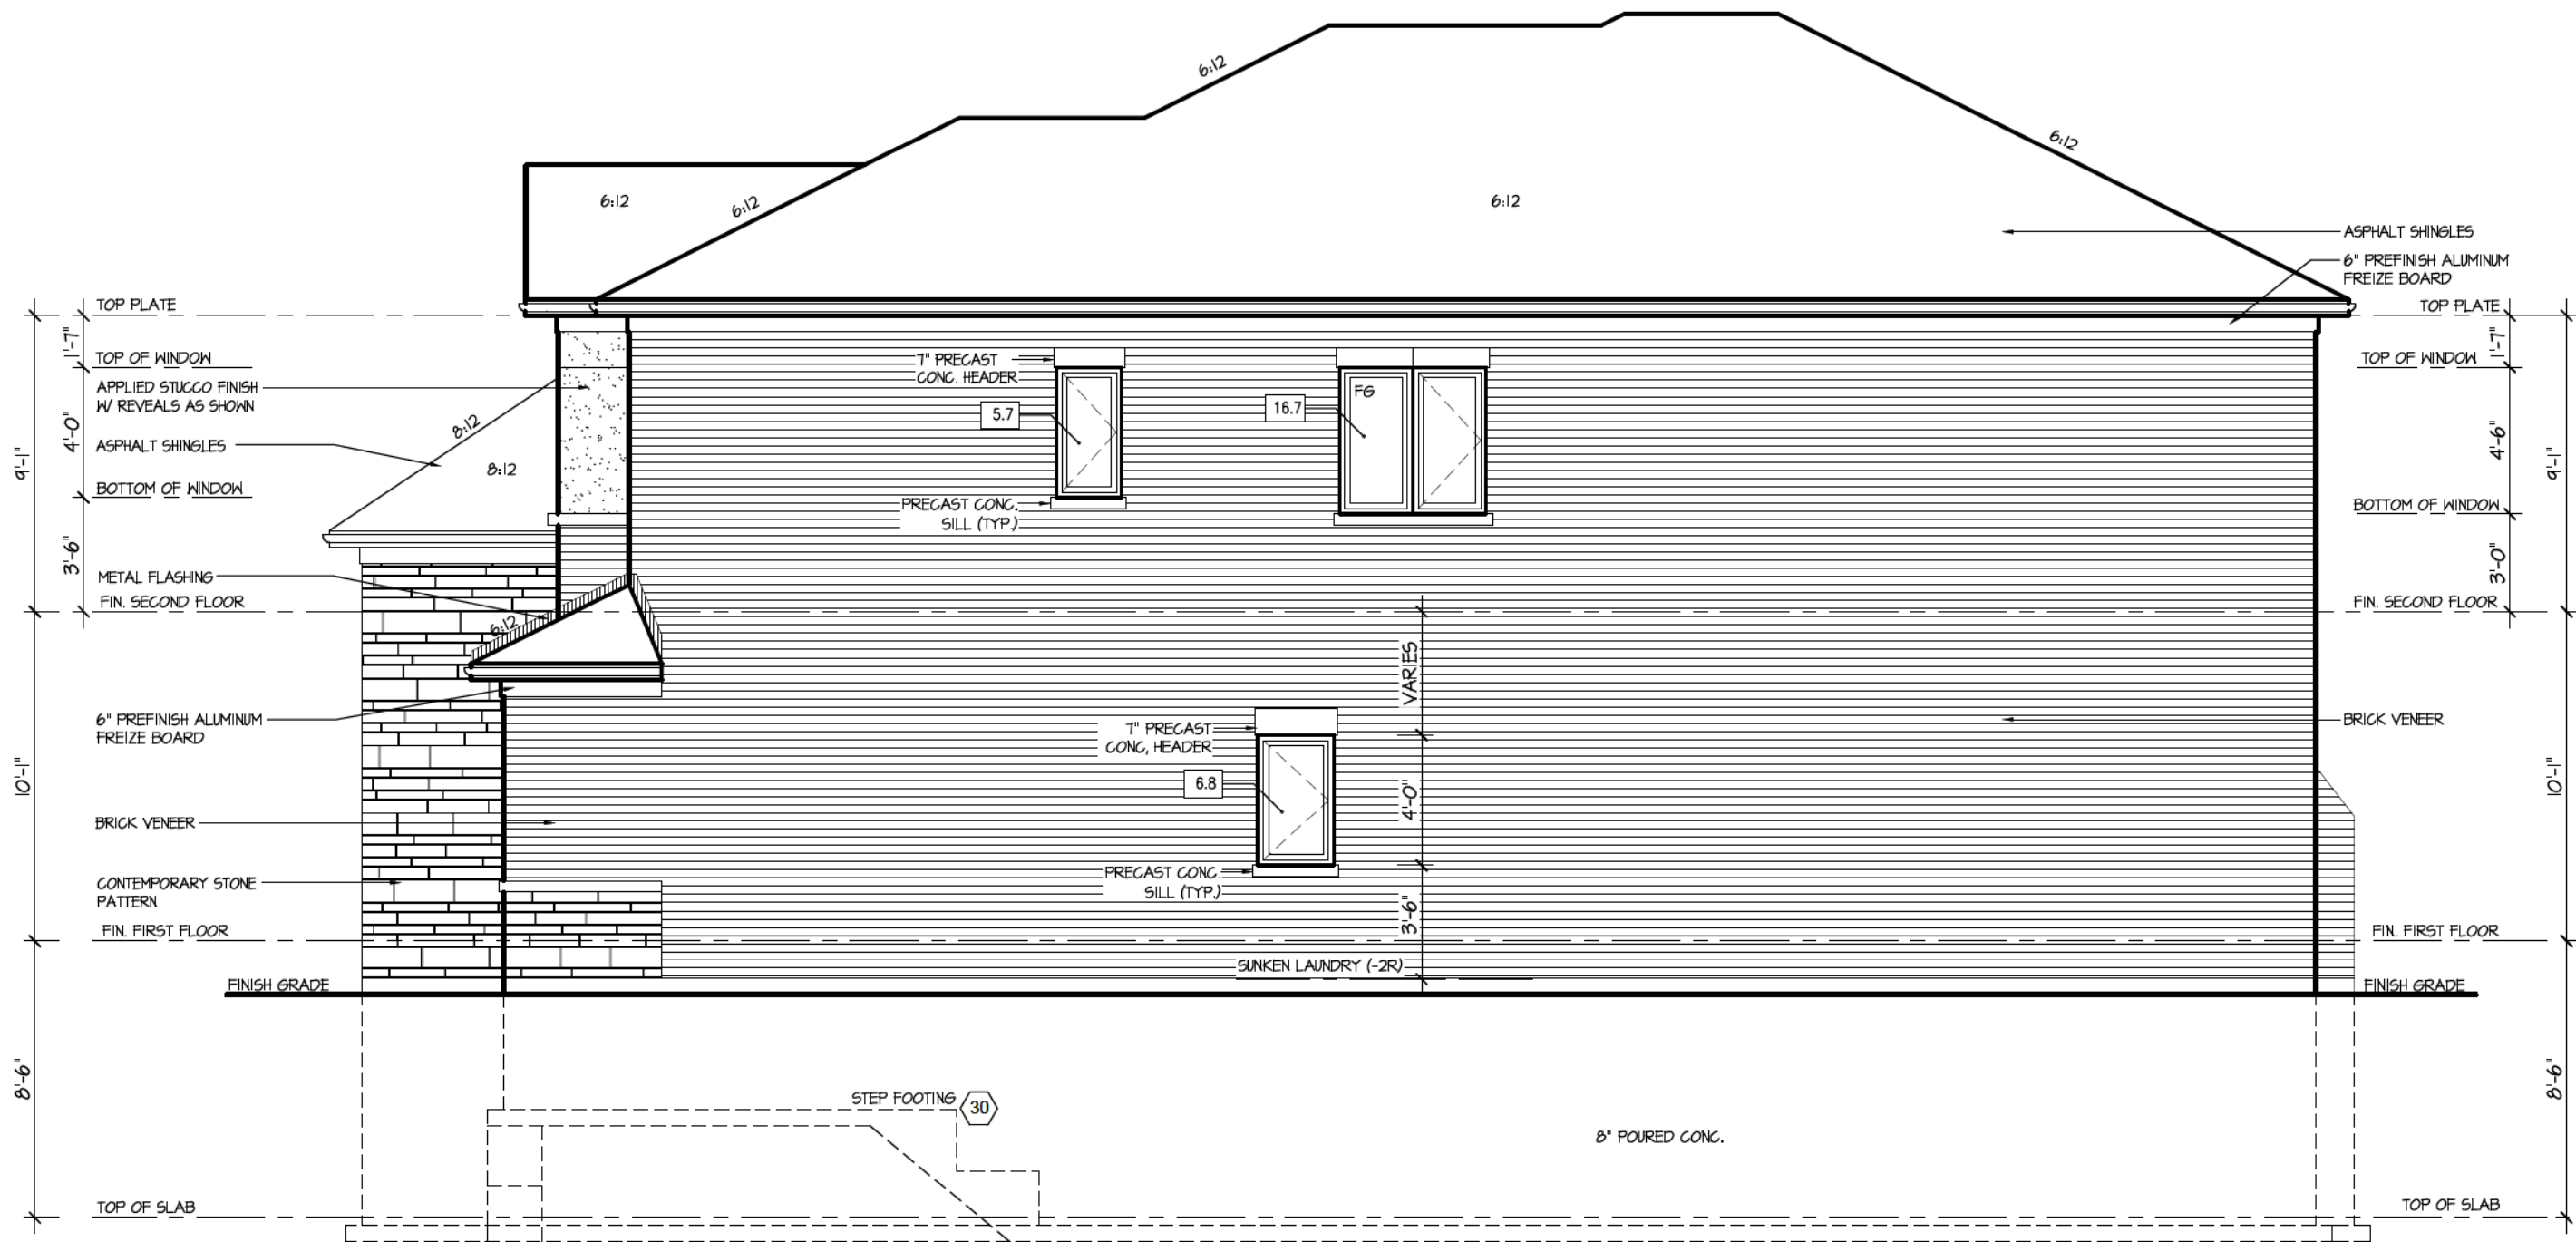 6:12
6:12
6:12
6:12
6:12
ASPHALT SHINGLES
6" PREFINISH ALUMINUM
FREIZE BOARD
TOP PLATE
TOP PLATE
1'-7"
1'-7"
TOP OF WINDOW
TOP OF WINDOW
7" PRECAST
CONC. HEADER
APPLIED STUCCO FINISH
W/ REVEALS AS SHOWN
FG
5.7
16.7
8:12
4'-0"
4'-6"
9'-1"
9'-1"
ASPHALT SHINGLES
8:12
BOTTOM OF WINDOW
BOTTOM OF WINDOW
PRECAST CONC.
SILL (TYP.)
3'-6"
3'-0"
METAL FLASHING
FIN. SECOND FLOOR
FIN. SECOND FLOOR
6:12
VARIES
6" PREFINISH ALUMINUM
FREIZE BOARD
7" PRECAST
CONC, HEADER
BRICK VENEER
10'-1"
10'-1"
6.8
4'-0"
BRICK VENEER
PRECAST CONC.
SILL (TYP.)
CONTEMPORARY STONE
PATTERN
3'-6"
FIN. FIRST FLOOR
FIN. FIRST FLOOR
SUNKEN LAUNDRY (-2R)
FINISH GRADE
FINISH GRADE
8'-6"
8'-6"
STEP FOOTING
30
8" POURED CONC.
TOP OF SLAB
TOP OF SLAB